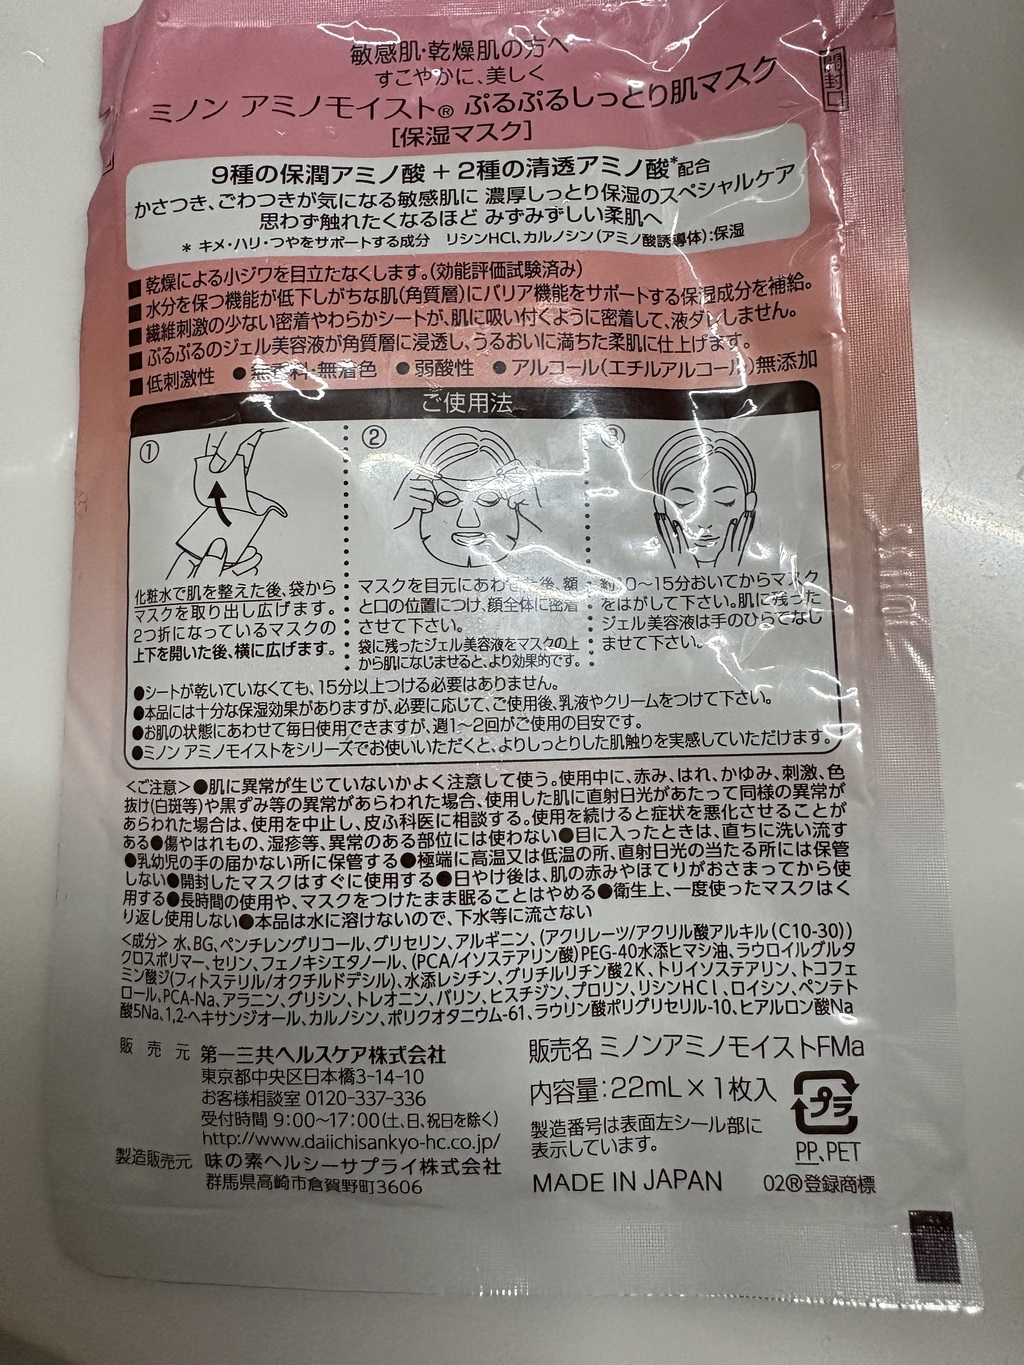 敏感肌・乾燥肌の方へ
すこやかに、美しく
ミノン アミノモイスト® ぷるぷるしっとり肌マスク
[保湿マスク]
開封口
9種の保潤アミノ酸 + 2種の清透アミノ酸*配合
かさつき、ごわつきが気になる敏感肌に 濃厚しっとり保湿のスペシャルケア
思わず触れたくなるほど みずみずしい柔肌へ
* キメ・ハリ・つやをサポートする成分 リシンHCl、カルノシン(アミノ酸誘導体):保湿
■乾燥による小ジワを目立たなくします。(効能評価試験済み)
■水分を保つ機能が低下しがちな肌(角質層)にバリア機能をサポートする保湿成分を補給。
■繊維刺激の少ない密着やわらかシートが、肌に吸い付くように密着して、液ダレしません。
■ぷるぷるのジェル美容液が角質層に浸透し、うるおいに満ちた柔肌に仕上げます。
■低刺激性 ●無香料・無着色 ●弱酸性 ●アルコール(エチルアルコール)無添加
ご使用法
①
化粧水で肌を整えた後、袋から
マスクを取り出し広げます。
2つ折になっているマスクの
上下を開いた後、横に広げます。
②
マスクを目元にあわせた後、額
と口の位置につけ、顔全体に密着
させて下さい。
袋に残ったジェル美容液をマスクの上
から肌になじませると、より効果的です。
③
約10〜15分おいてからマスク
をはがして下さい。肌に残った
ジェル美容液は手のひらでなじ
ませて下さい。
●シートが乾いていなくても、15分以上つける必要はありません。
●本品には十分な保湿効果がありますが、必要に応じて、ご使用後、乳液やクリームをつけて下さい。
●お肌の状態にあわせて毎日使用できますが、週1〜2回がご使用の目安です。
●ミノン アミノモイストをシリーズでお使いいただくと、よりしっとりした肌触りを実感していただけます。
<ご注意>●肌に異常が生じていないかよく注意して使う。使用中に、赤み、はれ、かゆみ、刺激、色
抜け(白斑等)や黒ずみ等の異常があらわれた場合、使用した肌に直射日光があたって同様の異常が
あらわれた場合は、使用を中止し、皮ふ科医に相談する。使用を続けると症状を悪化させることが
ある●傷やはれもの、湿疹等、異常のある部位には使わない●目に入ったときは、直ちに洗い流す
●乳幼児の手の届かない所に保管する●極端に高温又は低温の所、直射日光の当たる所には保管
しない●開封したマスクはすぐに使用する●日やけ後は、肌の赤みやほてりがおさまってから使
用する●長時間の使用や、マスクをつけたまま眠ることはやめる●衛生上、一度使ったマスクはく
り返し使用しない●本品は水に溶けないので、下水等に流さない
<成分> 水、BG、ペンチレングリコール、グリセリン、アルギニン、(アクリレーツ/アクリル酸アルキル(C10-30))
クロスポリマー、セリン、フェノキシエタノール、(PCA/イソステアリン酸)PEG-40水添ヒマシ油、ラウロイルグルタ
ミン酸ジ(フィトステリル/オクチルドデシル)、水添レシチン、グリチルリチン酸2K、トリイソステアリン、トコフェ
ロール、PCA-Na、アラニン、グリシン、トレオニン、バリン、ヒスチジン、プロリン、リシンHCl、ロイシン、ペンテト
酸5Na、1,2-ヘキサンジオール、カルノシン、ポリクオタニウム-61、ラウリン酸ポリグリセリル-10、ヒアルロン酸Na
販売元 第一三共ヘルスケア株式会社
東京都中央区日本橋3-14-10
お客様相談室 0120-337-336
受付時間 9:00〜17:00(土、日、祝日を除く)
http://www.daiichisankyo-hc.co.jp/
製造販売元 味の素ヘルシーサプライ株式会社
群馬県高崎市倉賀野町3606
販売名 ミノンアミノモイストFMa
内容量:22mL×1枚入
製造番号は表面左シール部に
表示しています。
プラ
PP、PET
MADE IN JAPAN
02®登録商標